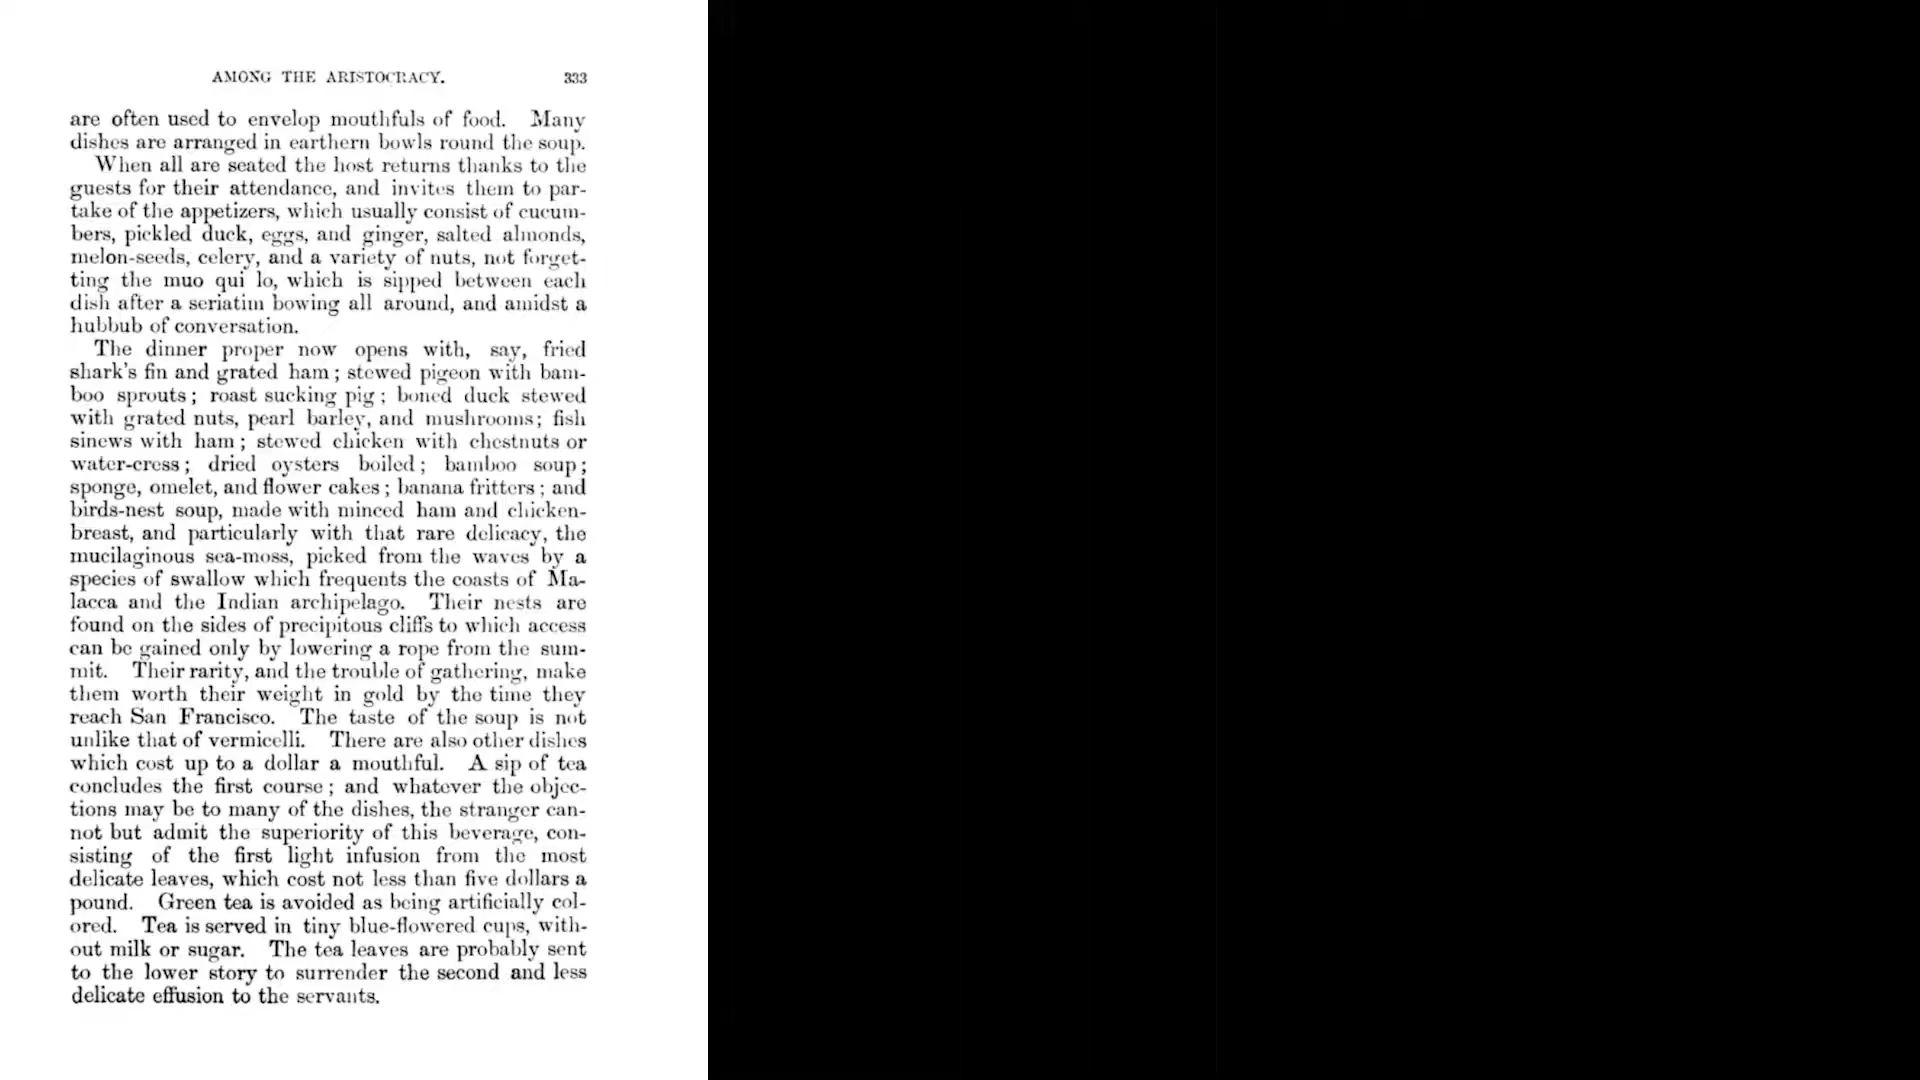 AMONG THE ARISTOCRACY. 333
are often used to envelop mouthfuls of food. Many
dishes are arranged in earthern bowls round the soup.
When all are seated the host returns thanks to the
guests for their attendance, and invites them to par-
take of the appetizers, which usually consist of cucum-
bers, pickled duck, eggs, and ginger, salted almonds,
melon-seeds, celery, and a variety of nuts, not forget-
ting the muo qui lo, which is sipped between each
dish after a seriatim bowing all around, and amidst a
hubbub of conversation.
The dinner proper now opens with, say, fried
shark's fin and grated ham; stewed pigeon with bam-
boo sprouts; roast sucking pig; boned duck stewed
with grated nuts, pearl barley, and mushrooms; fish
sinews with ham; stewed chicken with chestnuts or
water-cress; dried oysters boiled; bamboo soup;
sponge, omelet, and flower cakes; banana fritters; and
birds-nest soup, made with minced ham and chicken-
breast, and particularly with that rare delicacy, the
mucilaginous sea-moss, picked from the waves by a
species of swallow which frequents the coasts of Ma-
lacca and the Indian archipelago. Their nests are
found on the sides of precipitous cliffs to which access
can be gained only by lowering a rope from the sum-
mit. Their rarity, and the trouble of gathering, make
them worth their weight in gold by the time they
reach San Francisco. The taste of the soup is not
unlike that of vermicelli. There are also other dishes
which cost up to a dollar a mouthful. A sip of tea
concludes the first course; and whatever the objec-
tions may be to many of the dishes, the stranger can-
not but admit the superiority of this beverage, con-
sisting of the first light infusion from the most
delicate leaves, which cost not less than five dollars a
pound. Green tea is avoided as being artificially col-
ored. Tea is served in tiny blue-flowered cups, with-
out milk or sugar. The tea leaves are probably sent
to the lower story to surrender the second and less
delicate effusion to the servants.